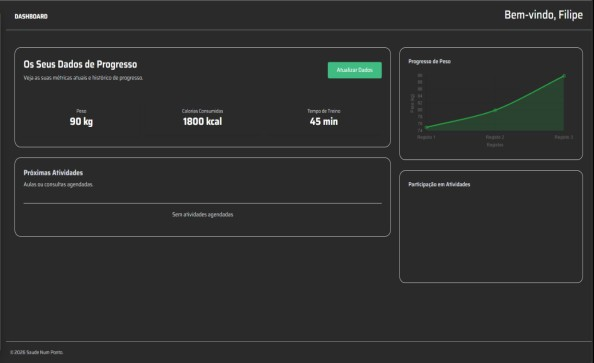 DASHBOARD
Bem-vindo, Filipe
Os Seus Dados de Progresso
Veja as suas métricas atuais e histórico de progresso.
Atualizar Dados
Peso
90 kg
Calorias Consumidas
1800 kcal
Tempo de Treino
45 min
Próximas Atividades
Aulas ou consultas agendadas.
Sem atividades agendadas
Progresso de Peso
Registo 1
Registo 2
Registo 3
Registos
Participação em Atividades
© 2026 Saude Num Ponto.